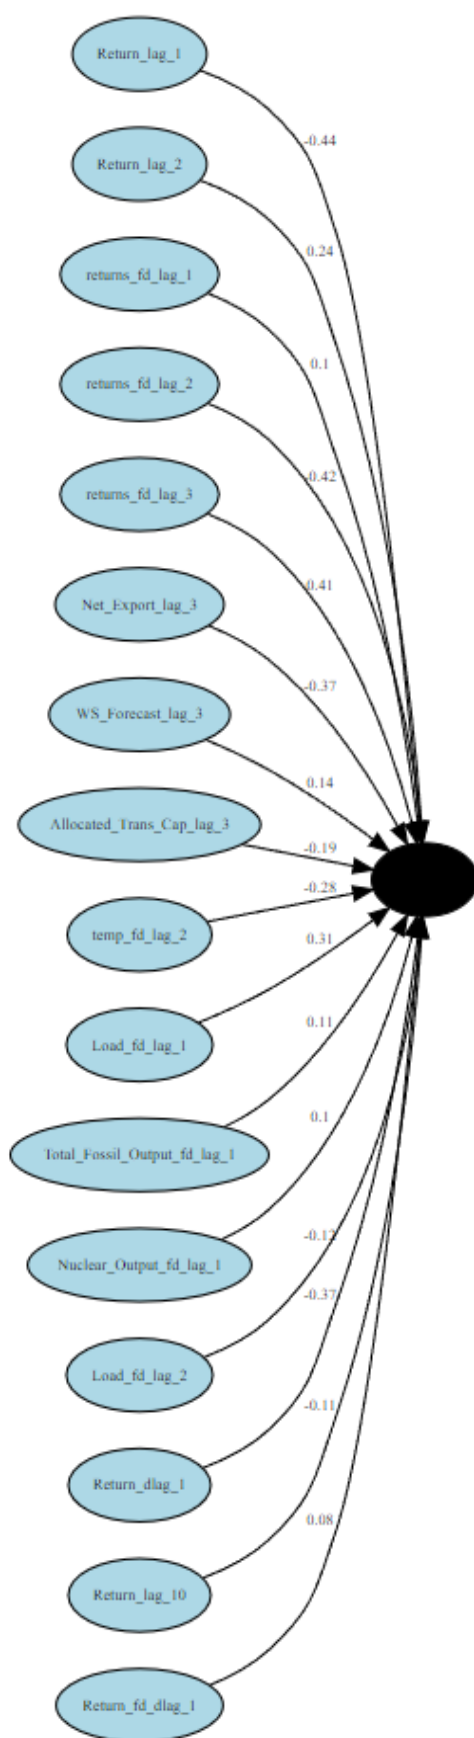 Return_lag_1
-0.44
Return_lag_2
0.24
returns_fd_lag_1
0.1
returns_fd_lag_2
-0.42
returns_fd_lag_3
0.41
Net_Export_lag_3
-0.37
WS_Forecast_lag_3
0.14
Allocated_Trans_Cap_lag_3
-0.19
-0.28
temp_fd_lag_2
0.31
Load_fd_lag_1
0.11
Total_Fossil_Output_fd_lag_1
0.1
Nuclear_Output_fd_lag_1
-0.12
-0.37
Load_fd_lag_2
-0.11
Return_dlag_1
0.08
Return_lag_10
Return_fd_dlag_1